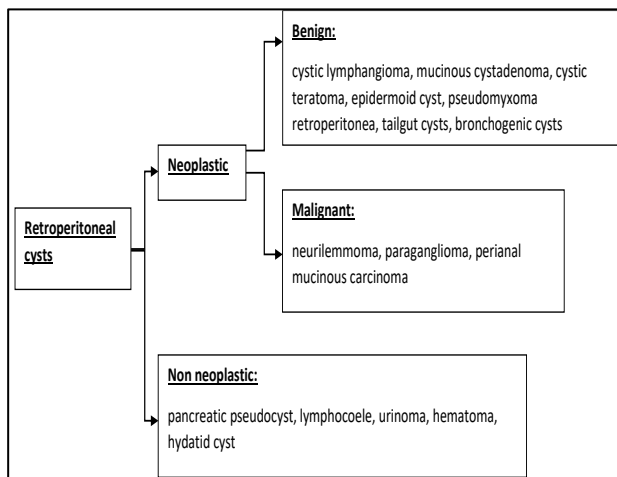 Benign:
cystic lymphangioma, mucinous cystadenoma, cystic
teratoma, epidermoid cyst, pseudomyxoma
retroperitonea, tailgut cysts, bronchogenic cysts
Neoplastic
Malignant:
neurilemmoma, paraganglioma, perianal
mucinous carcinoma
Retroperitoneal
cysts
Non neoplastic:
pancreatic pseudocyst, lymphocoele, urinoma, hematoma,
hydatid cyst